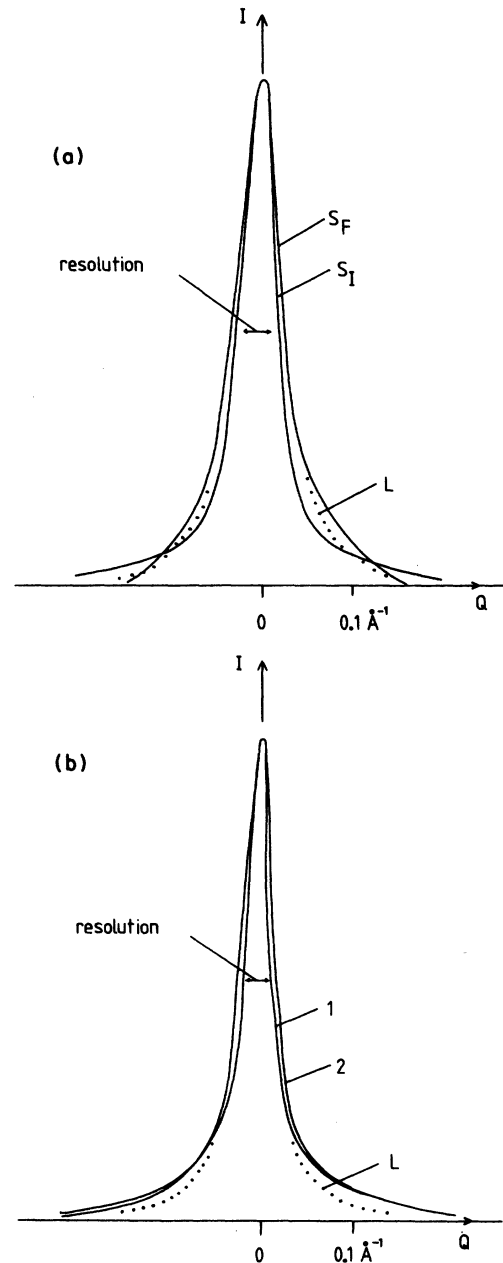 I
(a)
S_F
resolution
S_I
L
Q
0
0.1 Å⁻¹
I
(b)
resolution
1
2
L
Q
0
0.1 Å⁻¹